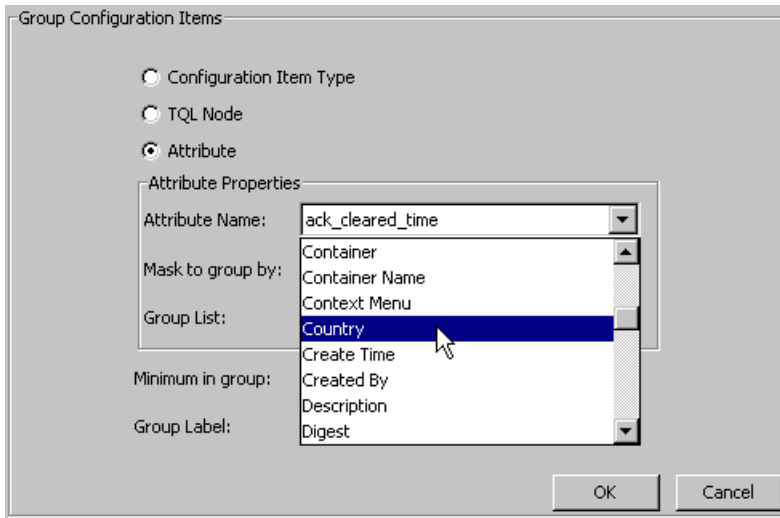 Group Configuration Items
Configuration Item Type
TQL Node
Attribute
Attribute Properties
Attribute Name: ack_cleared_time
Container
Mask to group by: Container Name
Context Menu
Group List: Country
Create Time
Minimum in group: Created By
Description
Group Label: Digest
OK Cancel